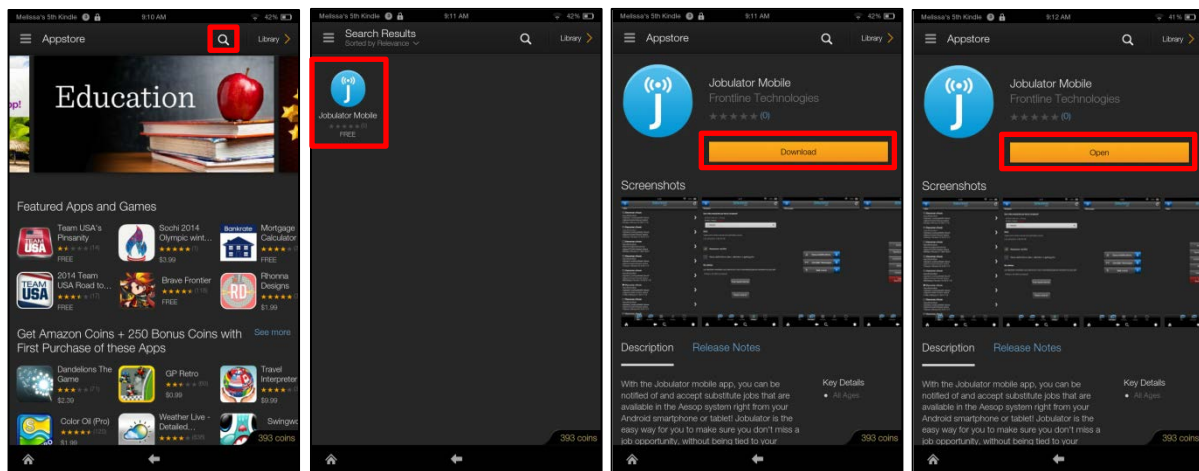 Melissa's 5th Kindle 9:10 AM 42%
Appstore Library
pp!
Education
Featured Apps and Games
Team USA's
Pinsanity
(14)
FREE
Sochi 2014
Olympic wint...
$3.99
Bankrate
Mortgage
Calculator
FREE
TEAM
USA
2014 Team
USA Road to...
(17)
FREE
Brave Frontier
(118)
FREE
RD
Rhonna
Designs
$1.99
Get Amazon Coins + 250 Bonus Coins with See more
First Purchase of these Apps
Dandelions The
Game
$2.39
GP Retro
$0.99
Travel
Interpreter
$9.99
Color Oil (Pro)
$1.99
Weather Live -
Detailed...
Swingwo
393 coins
Melissa's 5th Kindle 9:11 AM 42%
Search Results Library
Sorted by Relevance
Jobulator Mobile
(0)
FREE
Melissa's 5th Kindle 9:11 AM 42%
Appstore Library
Jobulator Mobile
Frontline Technologies
(0)
Download
Screenshots
Description Release Notes
With the Jobulator mobile app, you can be
notified of and accept substitute jobs that are
available in the Aesop system right from your
Android smartphone or tablet! Jobulator is the
easy way for you to make sure you don't miss a
job opportunity, without being tied to your
Key Details
All Ages
393 coins
Melissa's 5th Kindle 9:12 AM 41%
Appstore Library
Jobulator Mobile
Frontline Technologies
(0)
Open
Screenshots
Description Release Notes
With the Jobulator mobile app, you can be
notified of and accept substitute jobs that are
available in the Aesop system right from your
Android smartphone or tablet! Jobulator is the
easy way for you to make sure you don't miss a
job opportunity, without being tied to your
Key Details
All Ages
393 coins